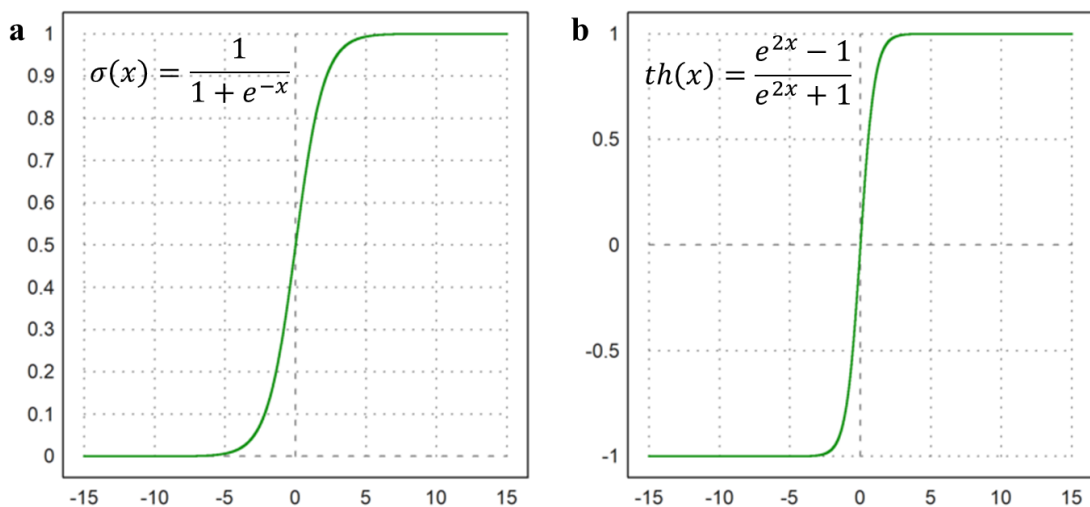 a
1
0.9
0.8
0.7
0.6
0.5
0.4
0.3
0.2
0.1
0
-15 -10 -5 0 5 10 15
σ(x) = 1 / (1 + e^{-x})
b
1
0.5
0
-0.5
-1
-15 -10 -5 0 5 10 15
th(x) = (e^{2x} − 1) / (e^{2x} + 1)